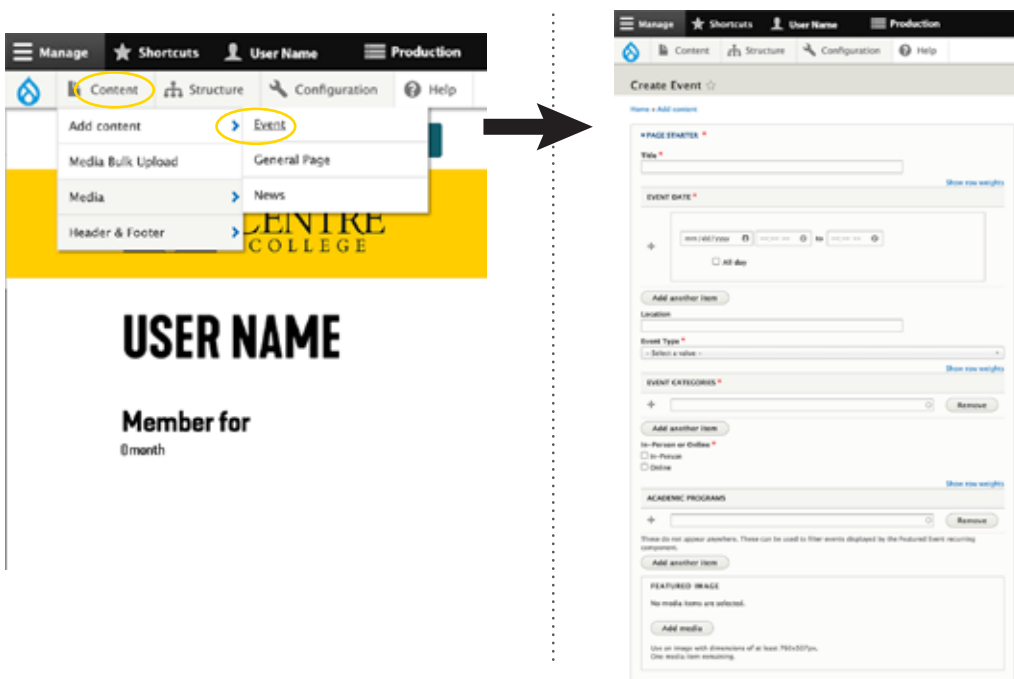 Manage Shortcuts User Name Production
Content Structure Configuration Help
Add content Event
Media Bulk Upload General Page
Media News
Header & Footer
CENTRE
COLLEGE
USER NAME
Member for
0 month
Manage Shortcuts User Name Production
Content Structure Configuration Help
Create Event
Home » Add content
PAGE STARTER *
Title *
Show row weights
EVENT DATE *
mm/dd/yyyy --:-- -- to --:-- --
All day
Add another item
Location
Event Type *
- Select a value -
Show row weights
EVENT CATEGORIES *
Remove
Add another item
In-Person or Online *
In-Person
Online
Show row weights
ACADEMIC PROGRAMS
Remove
These do not appear anywhere. These can be used to filter events displayed by the Featured Event recurring
component.
Add another item
FEATURED IMAGE
No media items are selected.
Add media
Use an image with dimensions of at least 760x507px.
One media item remaining.